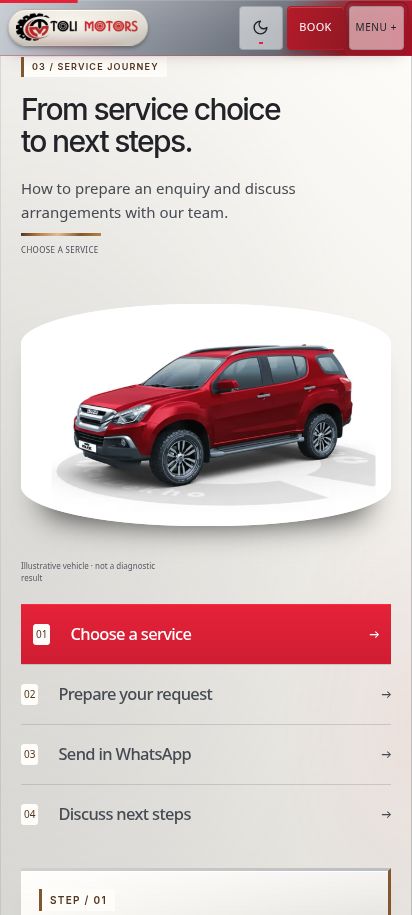 TOLI MOTORS
BOOK
MENU +
03 / SERVICE JOURNEY
From service choice
to next steps.
How to prepare an enquiry and discuss
arrangements with our team.
CHOOSE A SERVICE
Illustrative vehicle · not a diagnostic
result
01 Choose a service →
02 Prepare your request →
03 Send in WhatsApp →
04 Discuss next steps →
STEP / 01